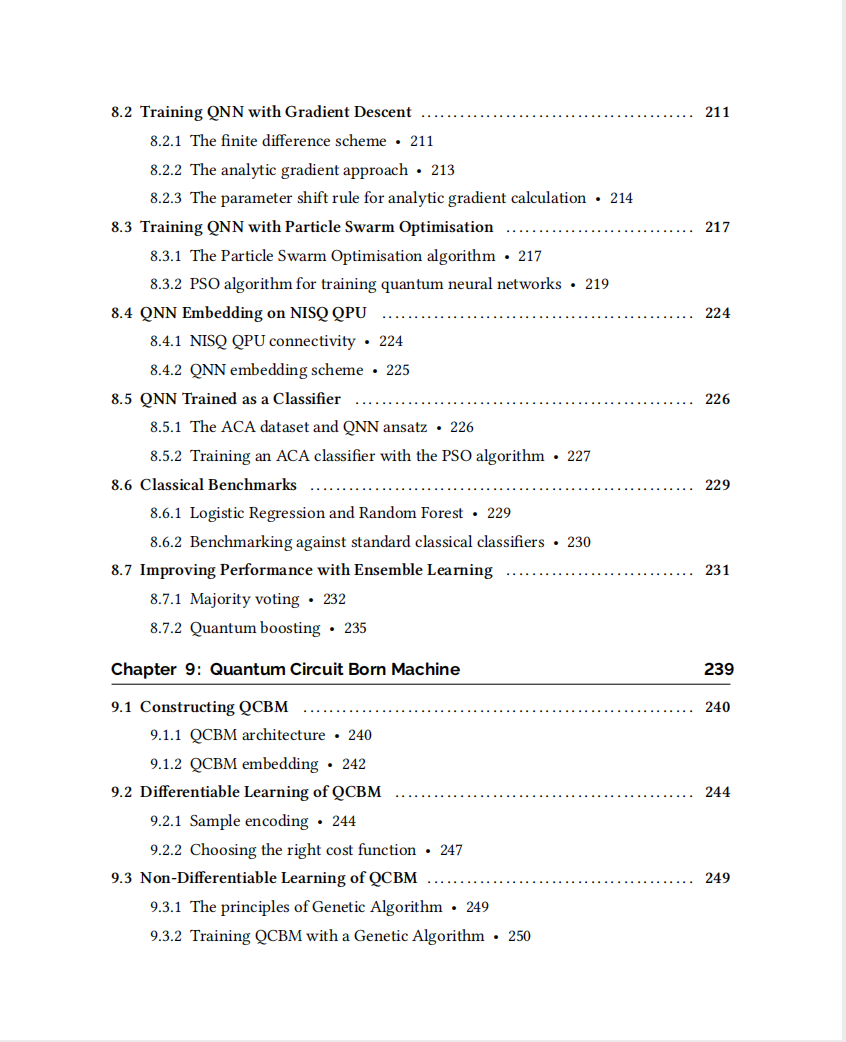 8.2 Training QNN with Gradient Descent ........................................... 211
8.2.1 The finite difference scheme • 211
8.2.2 The analytic gradient approach • 213
8.2.3 The parameter shift rule for analytic gradient calculation • 214
8.3 Training QNN with Particle Swarm Optimisation ............................. 217
8.3.1 The Particle Swarm Optimisation algorithm • 217
8.3.2 PSO algorithm for training quantum neural networks • 219
8.4 QNN Embedding on NISQ QPU ................................................. 224
8.4.1 NISQ QPU connectivity • 224
8.4.2 QNN embedding scheme • 225
8.5 QNN Trained as a Classifier ..................................................... 226
8.5.1 The ACA dataset and QNN ansatz • 226
8.5.2 Training an ACA classifier with the PSO algorithm • 227
8.6 Classical Benchmarks ............................................................ 229
8.6.1 Logistic Regression and Random Forest • 229
8.6.2 Benchmarking against standard classical classifiers • 230
8.7 Improving Performance with Ensemble Learning ............................. 231
8.7.1 Majority voting • 232
8.7.2 Quantum boosting • 235
Chapter 9: Quantum Circuit Born Machine 239
9.1 Constructing QCBM ............................................................. 240
9.1.1 QCBM architecture • 240
9.1.2 QCBM embedding • 242
9.2 Differentiable Learning of QCBM ............................................... 244
9.2.1 Sample encoding • 244
9.2.2 Choosing the right cost function • 247
9.3 Non-Differentiable Learning of QCBM .......................................... 249
9.3.1 The principles of Genetic Algorithm • 249
9.3.2 Training QCBM with a Genetic Algorithm • 250